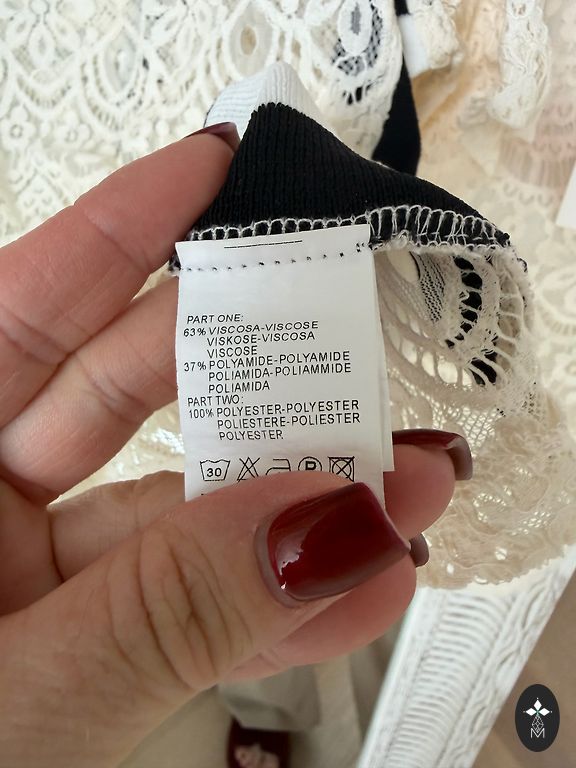 PART ONE:
63% VISCOSA-VISCOSE
VISKOSE-VISCOSA
VISCOSE
37% POLYAMIDE-POLYAMIDE
POLIAMIDA-POLIAMMIDE
POLIAMIDA
PART TWO:
100% POLYESTER-POLYESTER
POLIESTERE-POLIESTER
POLYESTER
30 P
M